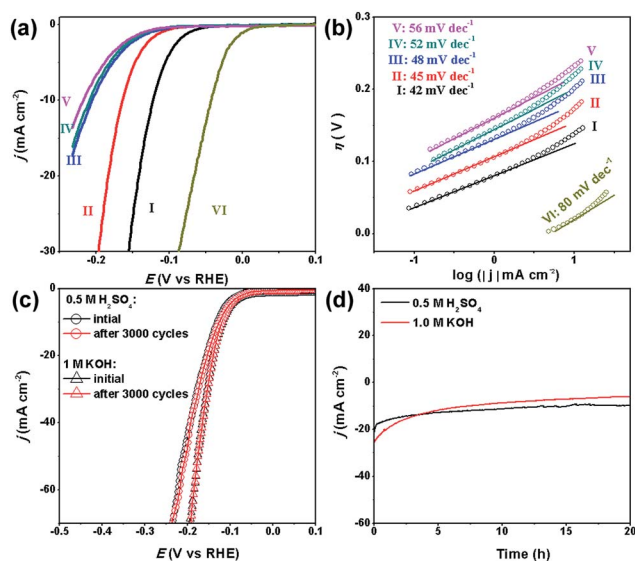 (a)
0
-10
-20
-30
j (mA cm⁻²)
V
IV
III
II
I
VI
-0.2
-0.1
0.0
0.1
E (V vs RHE)
(b)
V: 56 mV dec⁻¹
IV: 52 mV dec⁻¹
III: 48 mV dec⁻¹
II: 45 mV dec⁻¹
I: 42 mV dec⁻¹
V
IV
III
II
I
VI: 80 mV dec⁻¹
0.3
0.2
0.1
0.0
η (V)
-1
0
1
2
log (|j| mA cm⁻²)
(c)
0
-20
-40
-60
j (mA cm⁻²)
0.5 M H₂SO₄:
intial
after 3000 cycles
1 M KOH:
initial
after 3000 cycles
-0.5
-0.4
-0.3
-0.2
-0.1
0.0
0.1
E (V vs RHE)
(d)
40
20
0
-20
-40
-60
j (mA cm⁻²)
0.5 M H₂SO₄
1.0 M KOH
0
5
10
15
20
Time (h)